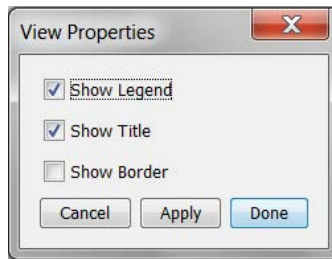 View Properties
Show Legend
Show Title
Show Border
Cancel Apply Done